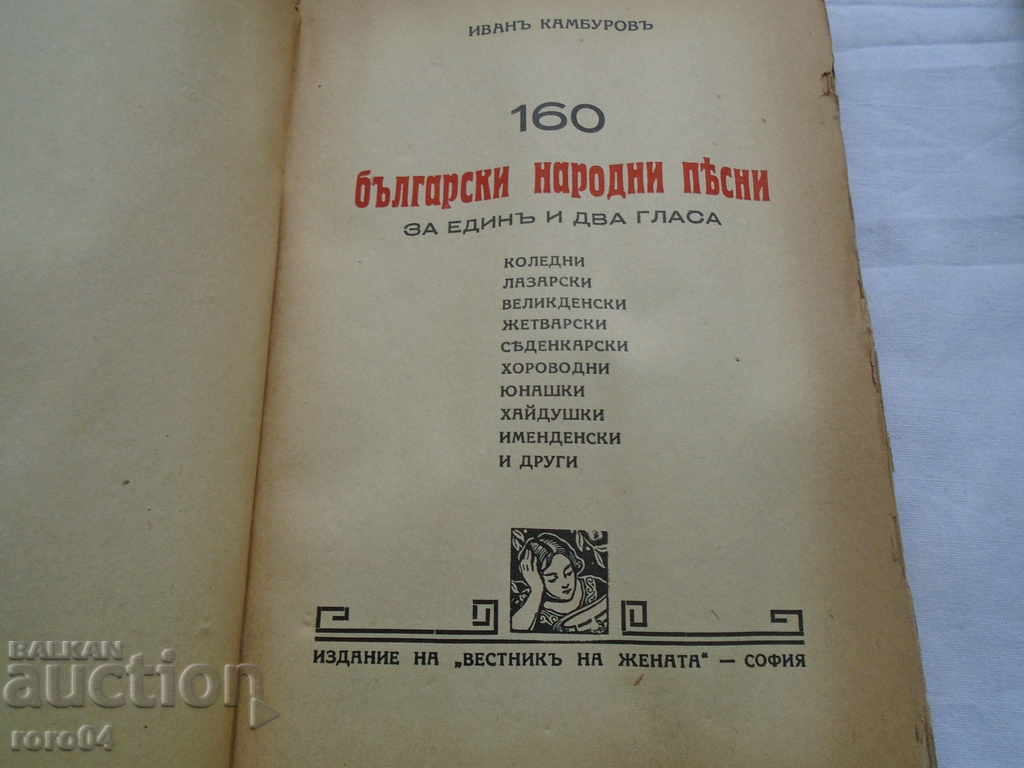 ИВАНЪ КАМБУРОВЪ
160
български народни пѣсни
ЗА ЕДИНЪ И ДВА ГЛАСА
КОЛЕДНИ
ЛАЗАРСКИ
ВЕЛИКДЕНСКИ
ЖЕТВАРСКИ
СѢДЕНКАРСКИ
ХОРОВОДНИ
ЮНАШКИ
ХАЙДУШКИ
ИМЕНДЕНСКИ
И ДРУГИ
ИЗДАНИЕ НА „ВЕСТНИКЪ НА ЖЕНАТА“ — СОФИЯ
BALKAN
auction
roro04